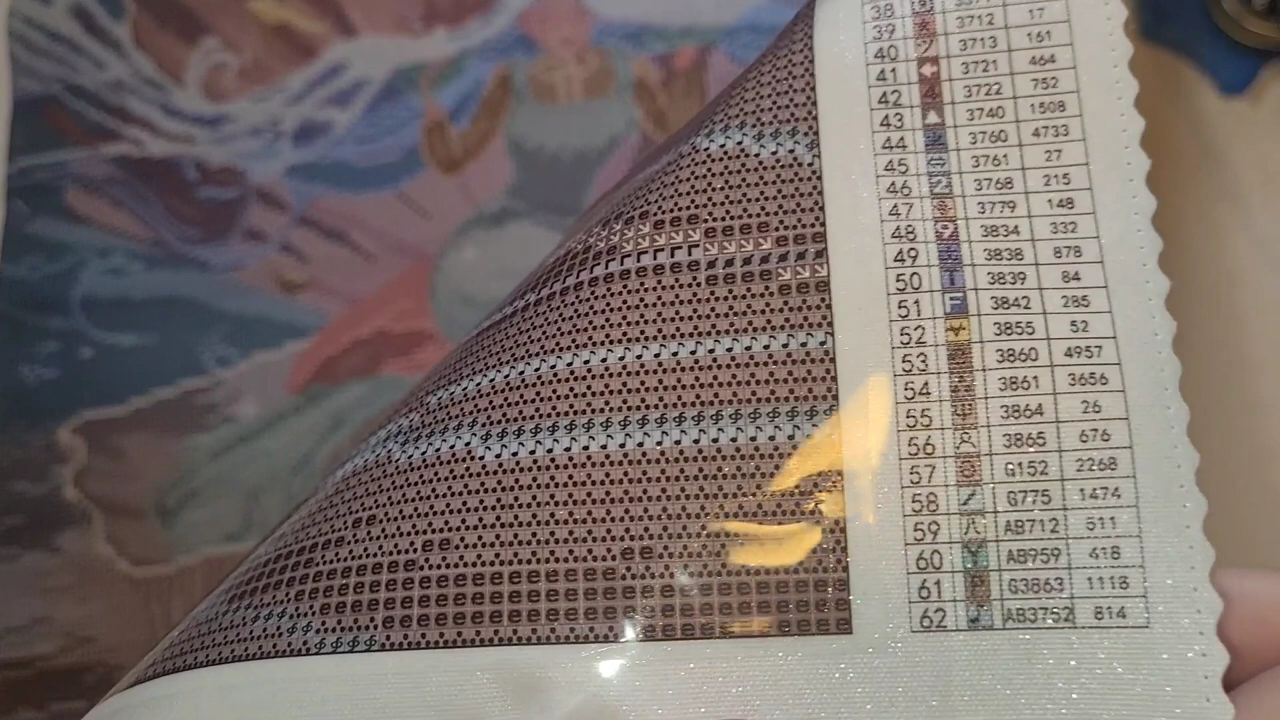 38
39 3712 17
40 3713 161
41 3721 464
42 3722 752
43 3740 1508
44 3760 4733
45 3761 27
46 3768 215
47 3779 148
48 3834 332
49 3838 878
50 T 3839 84
51 F 3842 285
52 3855 52
53 3860 4957
54 3861 3656
55 3864 26
56 3865 676
57 G152 2268
58 G775 1474
59 AB712 511
60 AB959 418
61 G3863 1118
62 AB3752 814